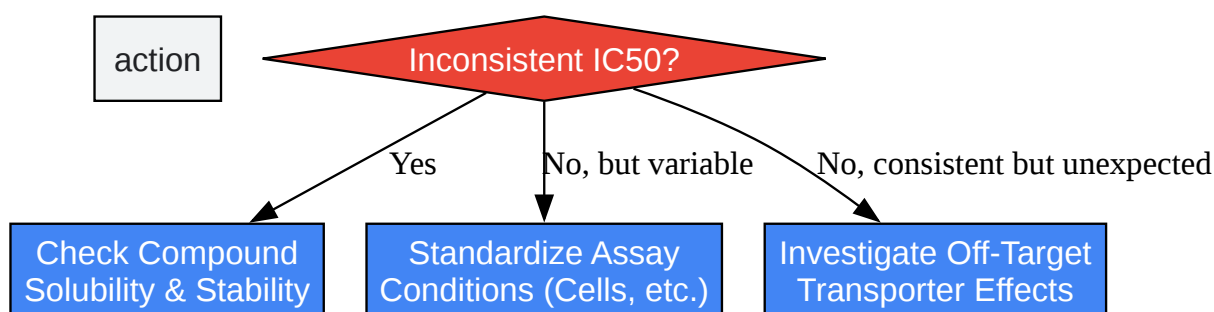 action
Inconsistent IC50?
Yes
No, but variable
No, consistent but unexpected
Check Compound
Solubility & Stability
Standardize Assay
Conditions (Cells, etc.)
Investigate Off-Target
Transporter Effects